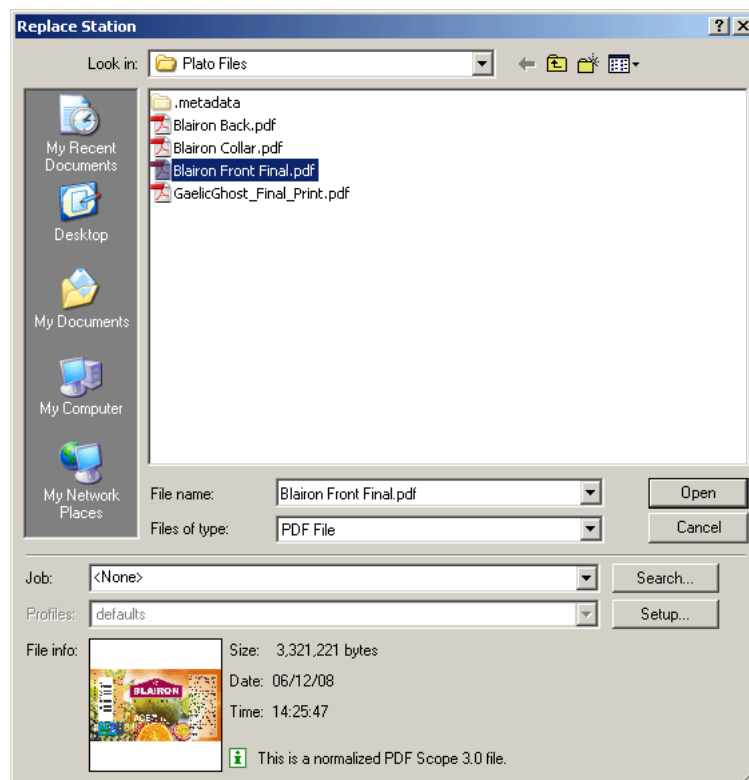 Replace Station
Look in: Plato Files
My Recent
Documents
Desktop
My Documents
My Computer
My Network
Places
.metadata
Blairon Back.pdf
Blairon Collar.pdf
Blairon Front Final.pdf
GaelicGhost_Final_Print.pdf
File name: Blairon Front Final.pdf Open
Files of type: PDF File Cancel
Job: <None> Search...
Profiles: defaults Setup...
File info:
BLAIRON
Size: 3,321,221 bytes
Date: 06/12/08
Time: 14:25:47
This is a normalized PDF Scope 3.0 file.